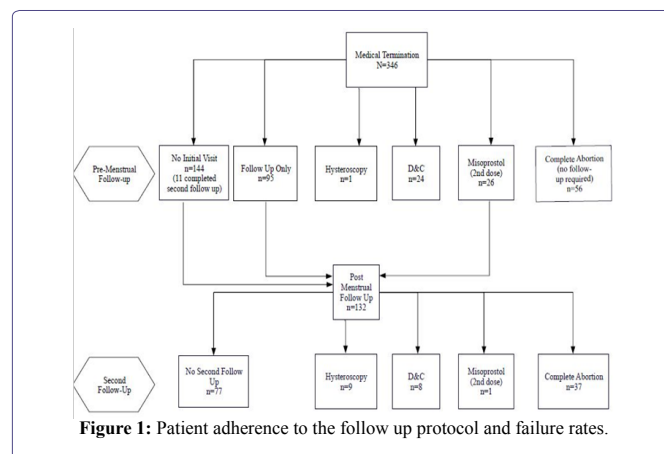 Medical Termination
N=346
Pre-Menstrual
Follow-up
No Initial Visit
n=144
(11 completed
second follow up)
Follow Up Only
n=95
Hysteroscopy
n=1
D&C
n=24
Misoprostol
(2nd dose)
n=26
Complete Abortion
(no follow-
up required)
n=56
Post
Menstrual
Follow Up
n=132
Second
Follow-Up
No Second Follow
Up
n=77
Hysteroscopy
n=9
D&C
n=8
Misoprostol
(2nd dose)
n=1
Complete Abortion
n=37
Figure 1: Patient adherence to the follow up protocol and failure rates.